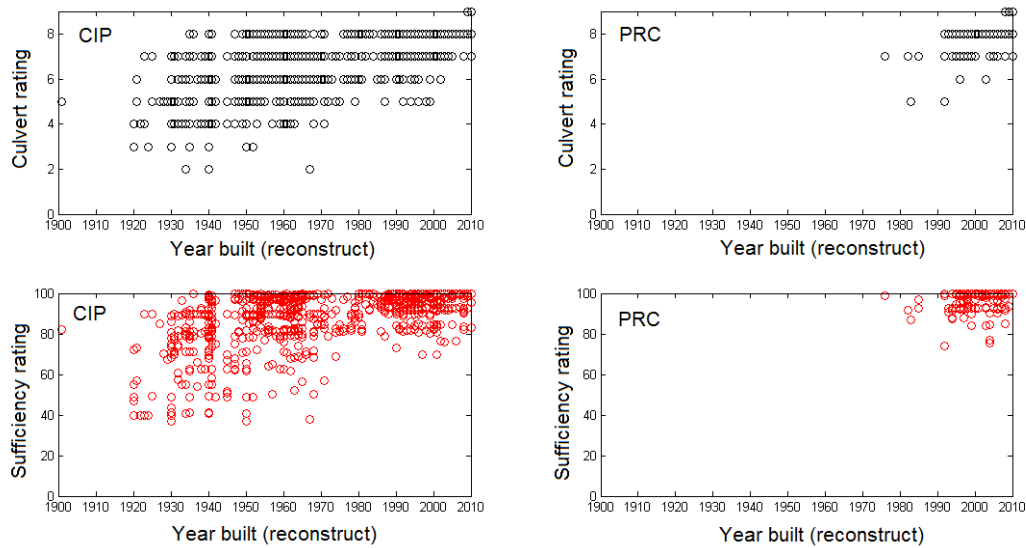 8
6
4
2
0
Culvert rating
CIP
1900 1910 1920 1930 1940 1950 1960 1970 1980 1990 2000 2010
Year built (reconstruct)
8
6
4
2
0
Culvert rating
PRC
1900 1910 1920 1930 1940 1950 1960 1970 1980 1990 2000 2010
Year built (reconstruct)
100
80
60
40
20
0
Sufficiency rating
CIP
1900 1910 1920 1930 1940 1950 1960 1970 1980 1990 2000 2010
Year built (reconstruct)
100
80
60
40
20
0
Sufficiency rating
PRC
1900 1910 1920 1930 1940 1950 1960 1970 1980 1990 2000 2010
Year built (reconstruct)